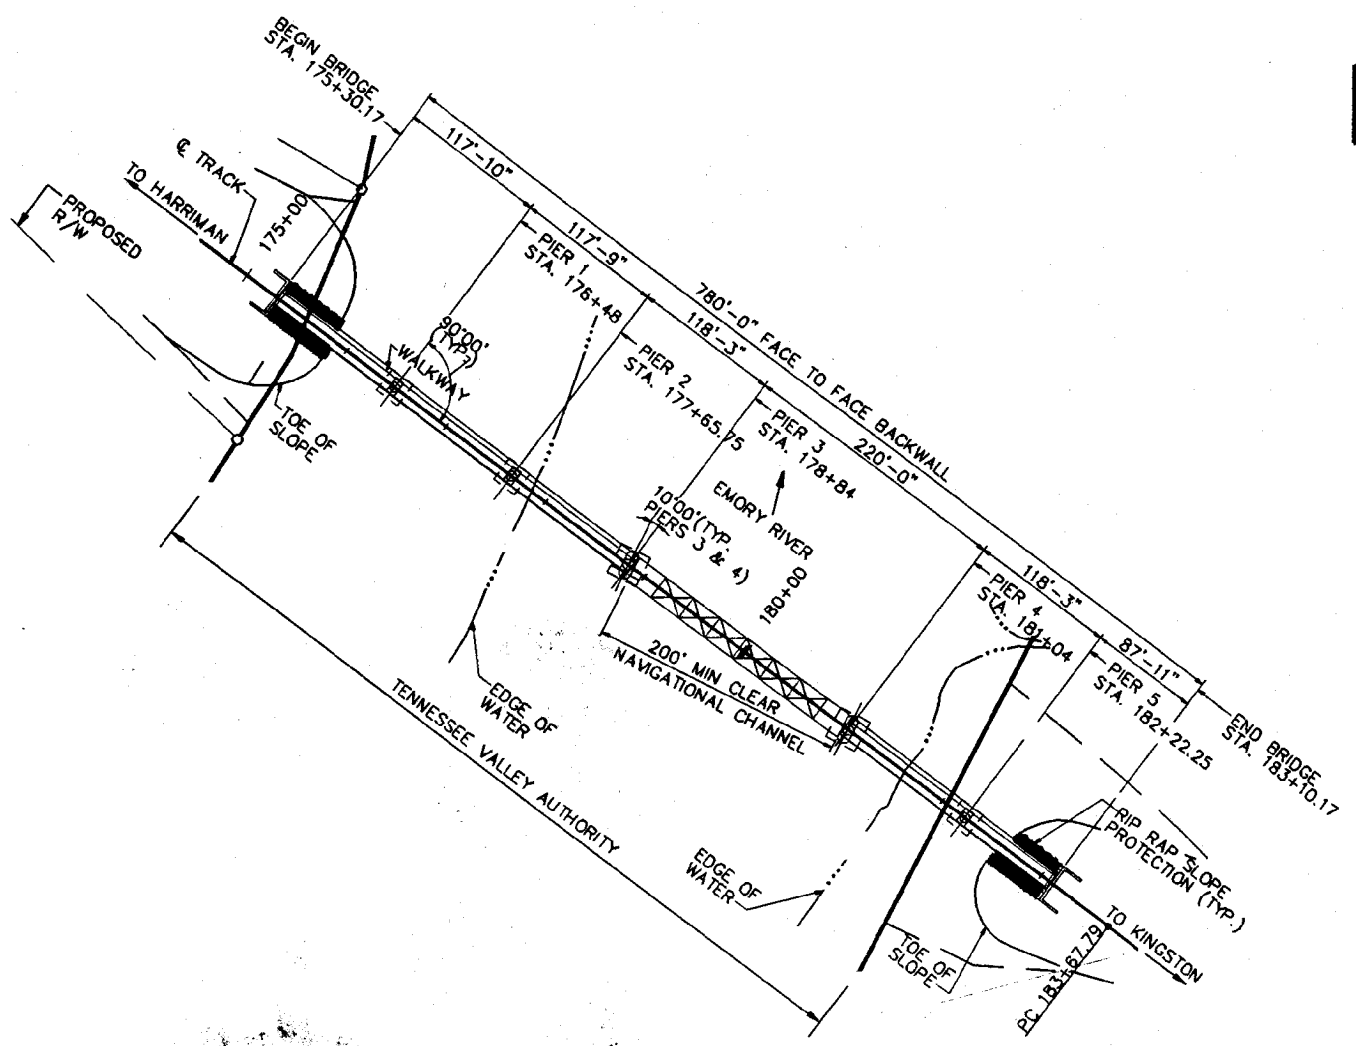 BEGIN BRIDGE
STA. 175+30.17
℄ TRACK
TO HARRIMAN
PROPOSED
R/W
175+00
117'-10"
117'-9"
780'-0" FACE TO FACE BACKWALL
118'-3"
220'-0"
118'-3"
87'-11"
PIER 1
STA. 176+48
PIER 2
STA. 177+65.75
PIER 3
STA. 178+84
PIER 4
STA. 181+04
PIER 5
STA. 182+22.25
END BRIDGE
STA. 183+10.17
90°00'
(TYP.)
WALKWAY
TOE OF
SLOPE
EMORY RIVER
10°00'(TYP.
PIERS 3 & 4)
180+00
200' MIN CLEAR
NAVIGATIONAL CHANNEL
EDGE OF
WATER
TENNESSEE VALLEY AUTHORITY
EDGE OF
WATER
RIP RAP SLOPE
PROTECTION (TYP.)
TO KINGSTON
TOE OF
SLOPE
PC 183+67.79